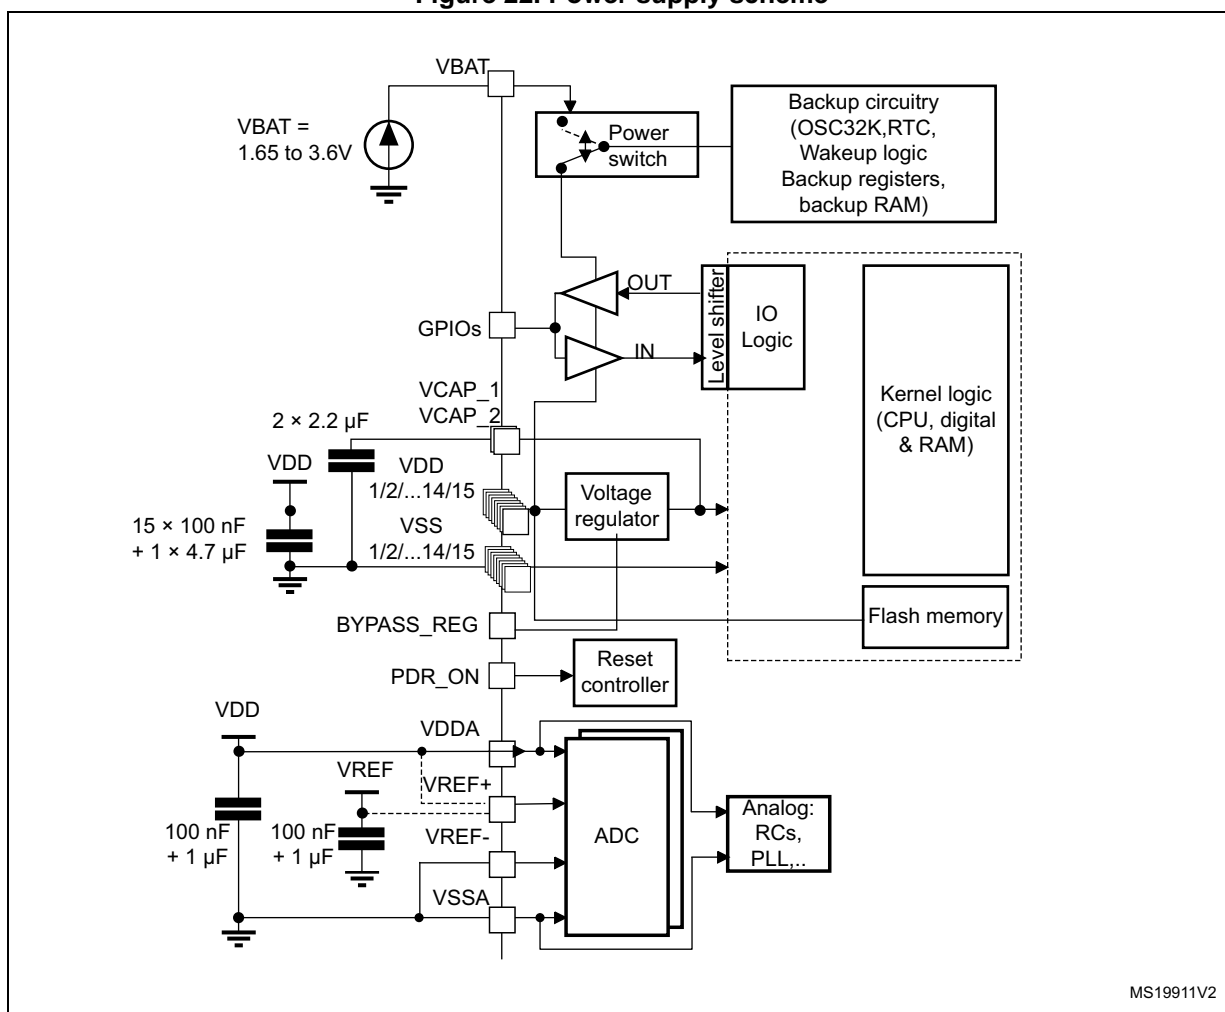 Figure 22. Power supply scheme
VBAT
VBAT =
1.65 to 3.6V
Power
switch
Backup circuitry
(OSC32K,RTC,
Wakeup logic
Backup registers,
backup RAM)
GPIOs
OUT
IN
Level shifter
IO
Logic
Kernel logic
(CPU, digital
& RAM)
VCAP_1
VCAP_2
2 × 2.2 µF
VDD
15 × 100 nF
+ 1 × 4.7 µF
VDD
1/2/...14/15
VSS
1/2/...14/15
Voltage
regulator
Flash memory
BYPASS_REG
PDR_ON
Reset
controller
VDD
VDDA
VREF
VREF+
100 nF
+ 1 µF
100 nF
+ 1 µF
VREF-
VSSA
ADC
Analog:
RCs,
PLL,..
MS19911V2